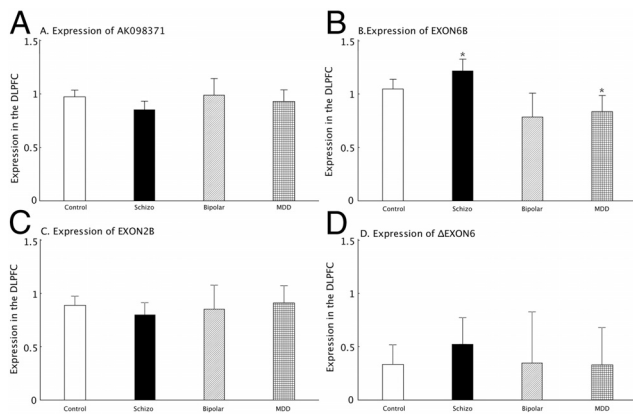 A
A. Expression of AK098371
Expression in the DLPFC
1.5
1
0.5
0
Control Schizo Bipolar MDD
B
B.Expression of EXON6B
Expression in the DLPFC
1.5
1
0.5
0
*
*
Control Schizo Bipolar MDD
C
C. Expression of EXON2B
Expression in the DLPFC
1.5
1
0.5
0
Control Schizo Bipolar MDD
D
D. Expression of ΔEXON6
Expression in the DLPFC
1.5
1
0.5
0
Control Schizo Bipolar MDD